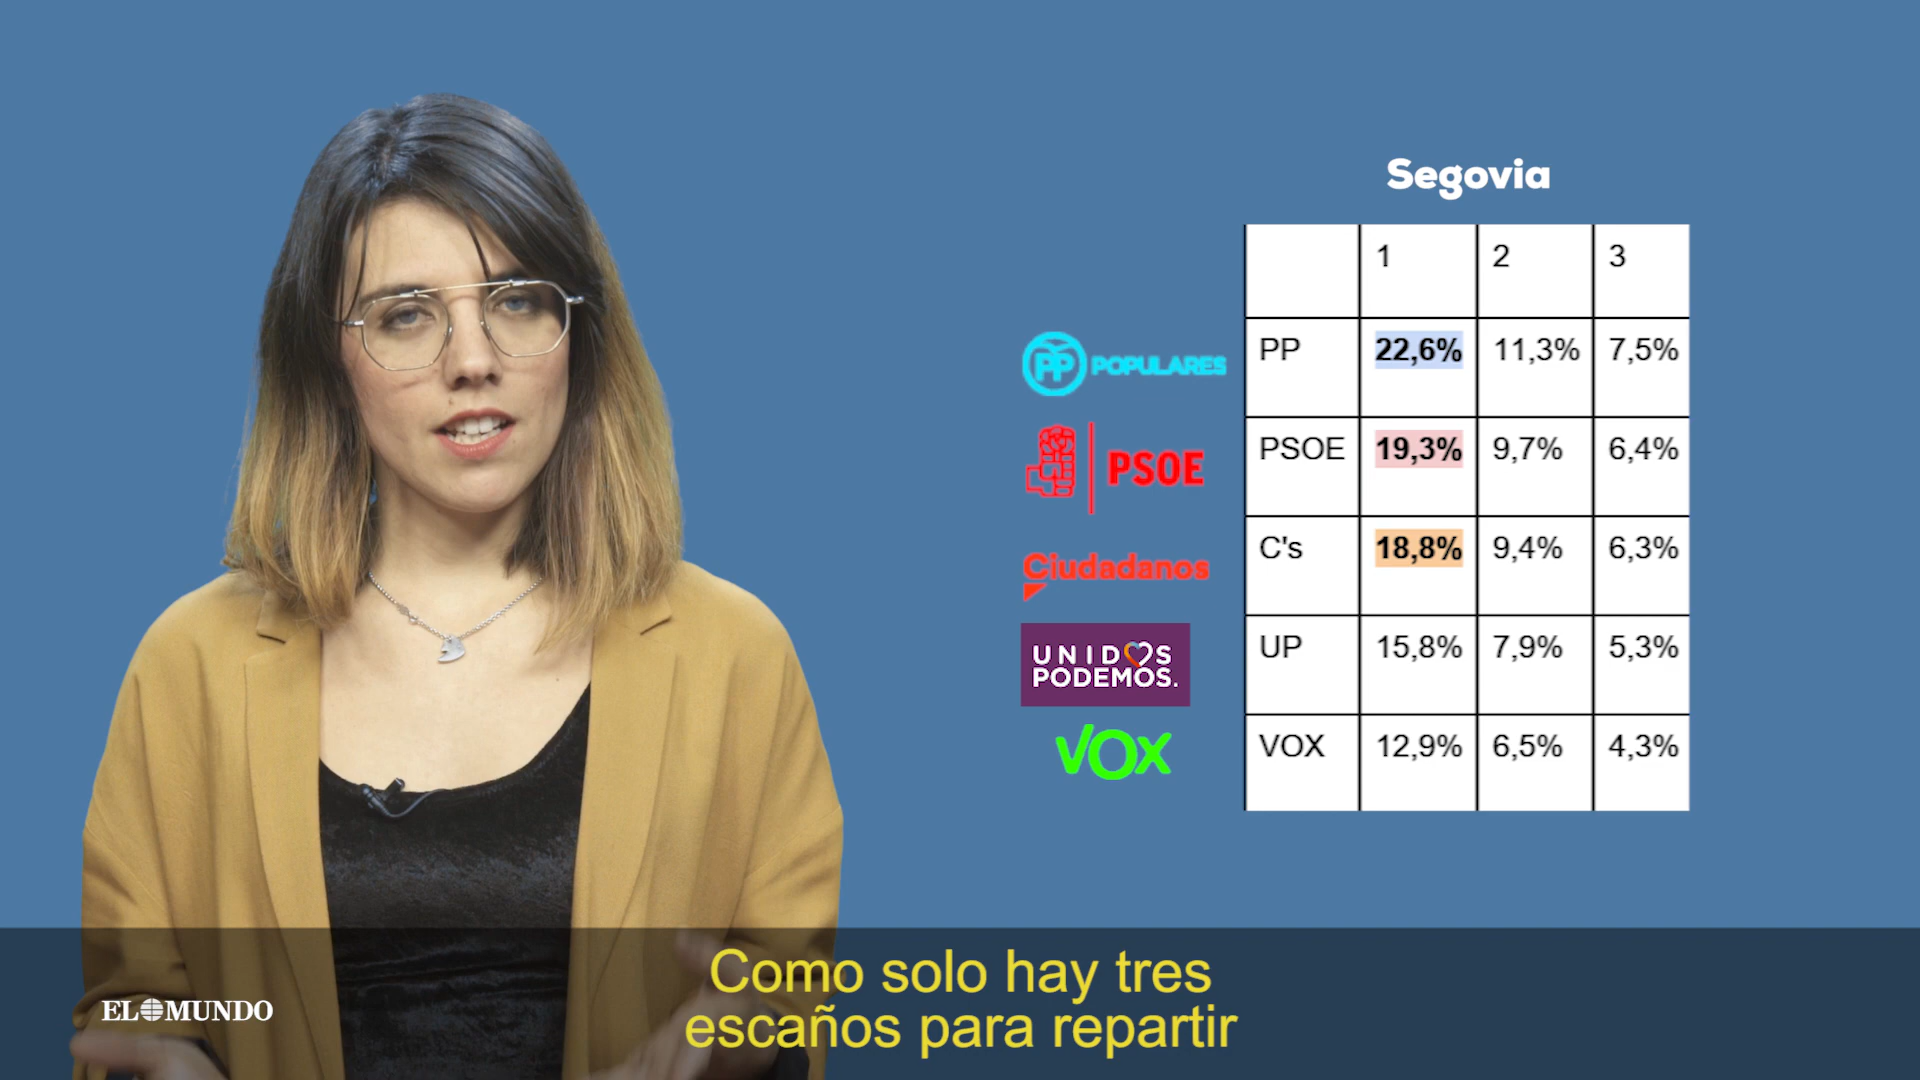 Segovia
1 2 3
PP POPULARES PP 22,6% 11,3% 7,5%
PSOE PSOE 19,3% 9,7% 6,4%
Ciudadanos C's 18,8% 9,4% 6,3%
UNIDOS
PODEMOS. UP 15,8% 7,9% 5,3%
VOX VOX 12,9% 6,5% 4,3%
Como solo hay tres
escaños para repartir
EL MUNDO